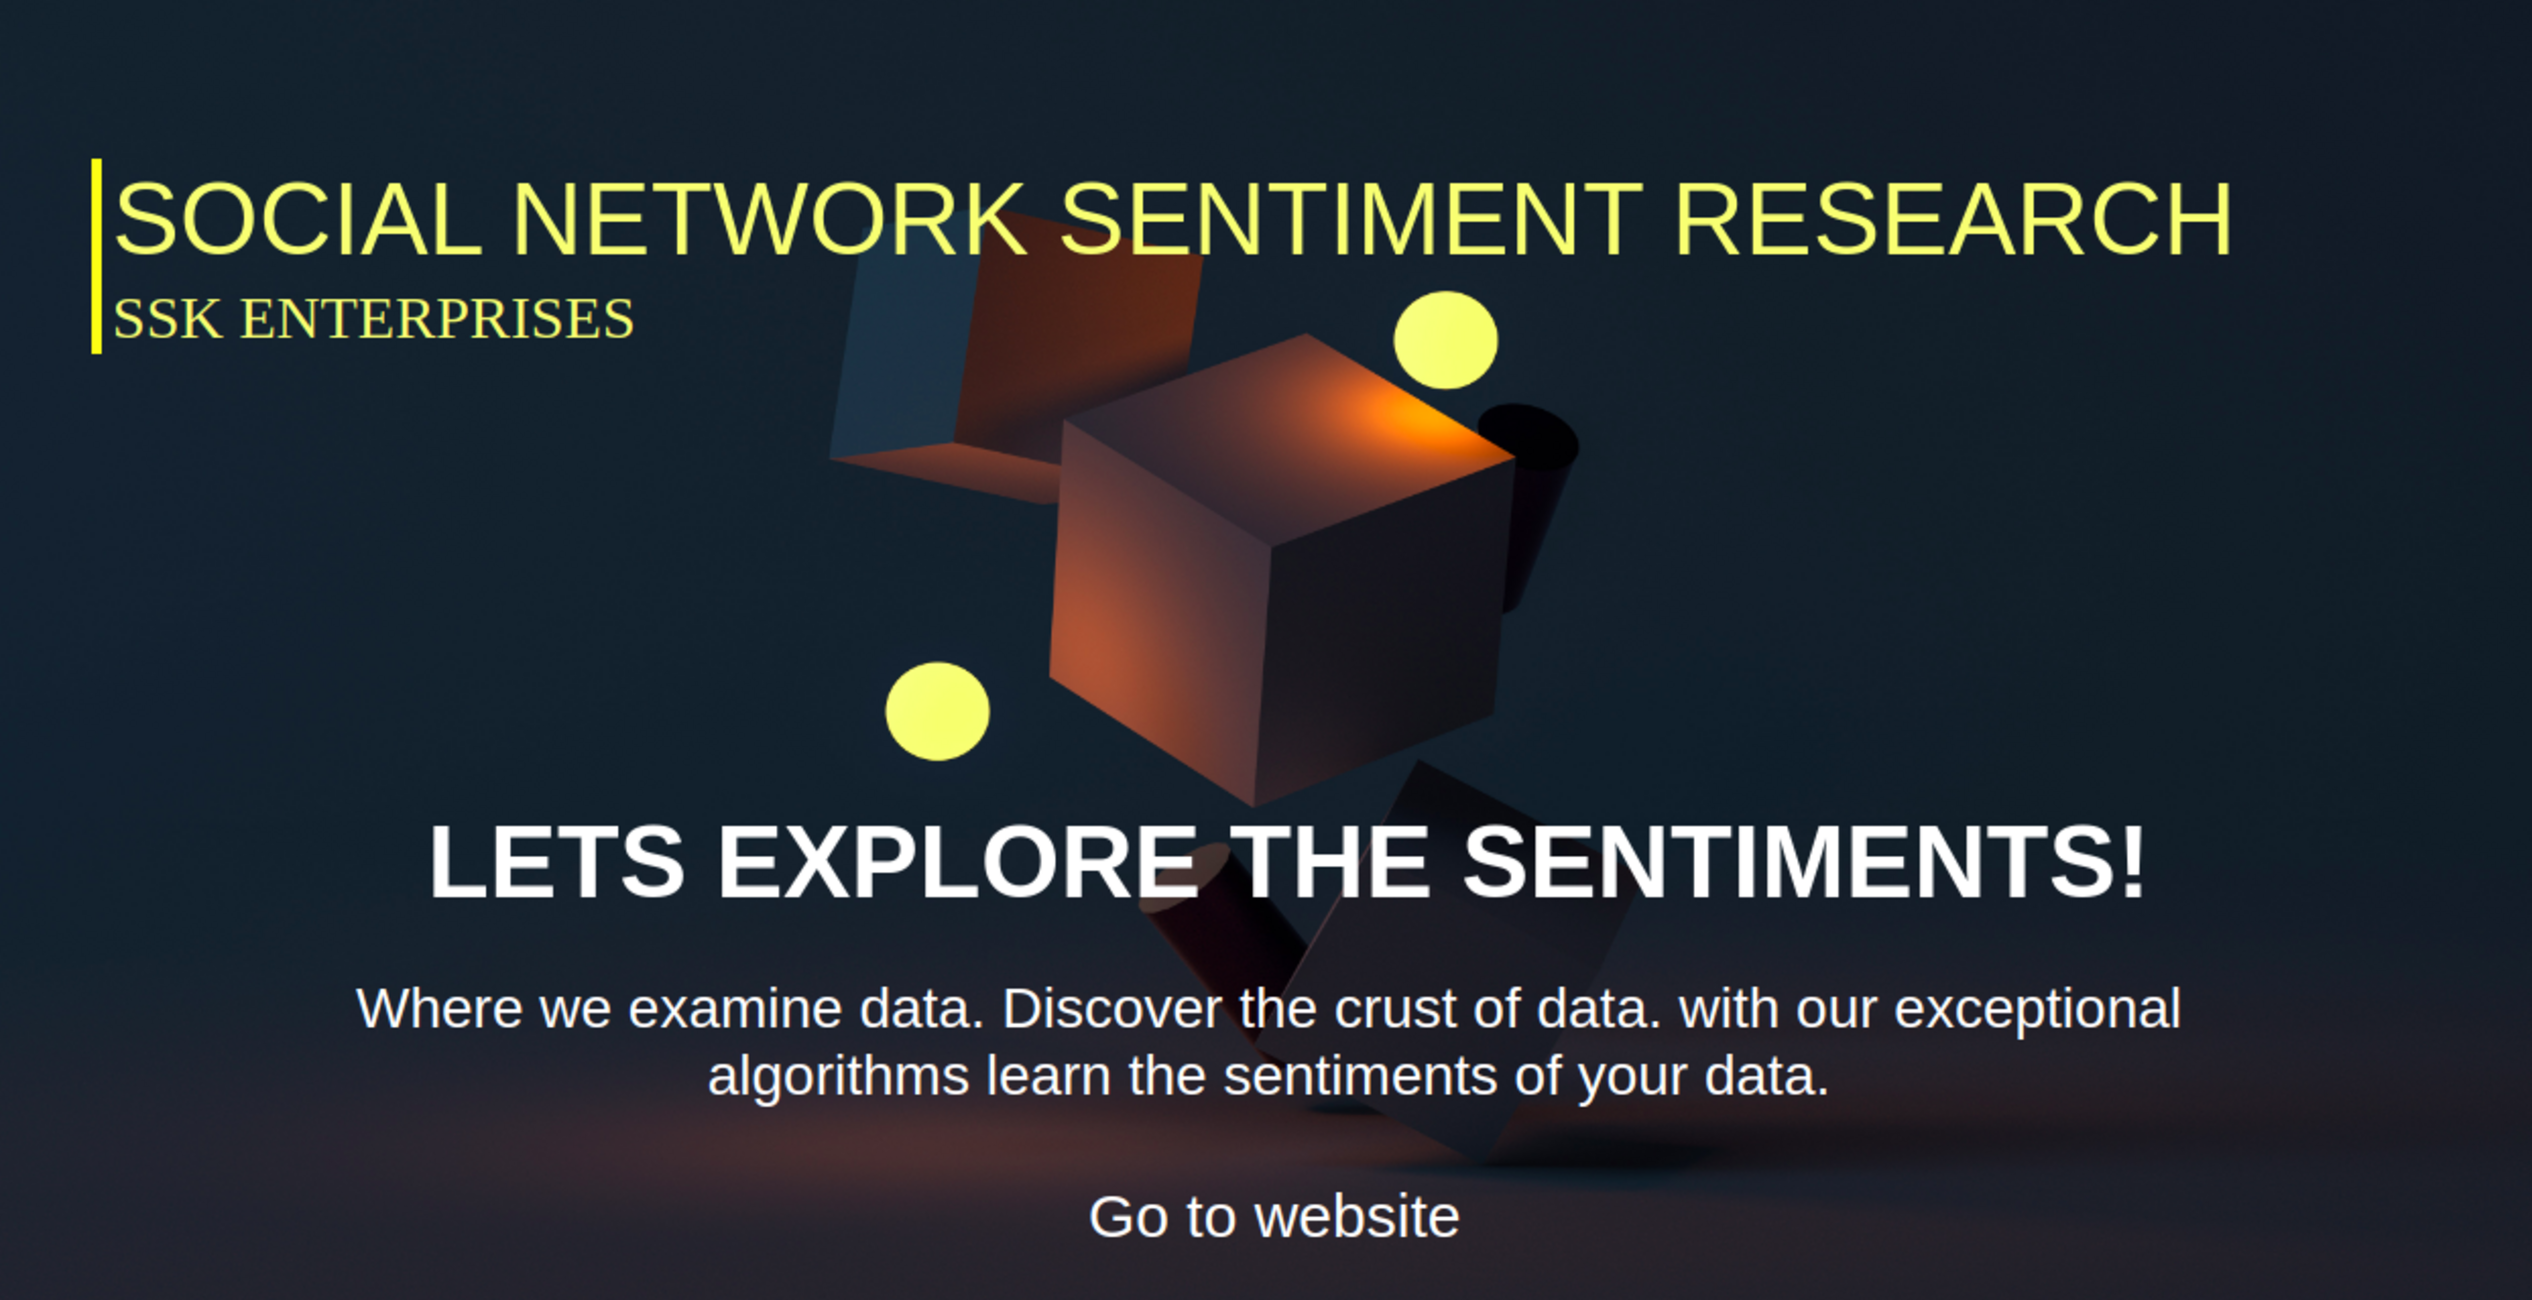 SOCIAL NETWORK SENTIMENT RESEARCH
SSK ENTERPRISES
LETS EXPLORE THE SENTIMENTS!
Where we examine data. Discover the crust of data. with our exceptional
algorithms learn the sentiments of your data.
Go to website